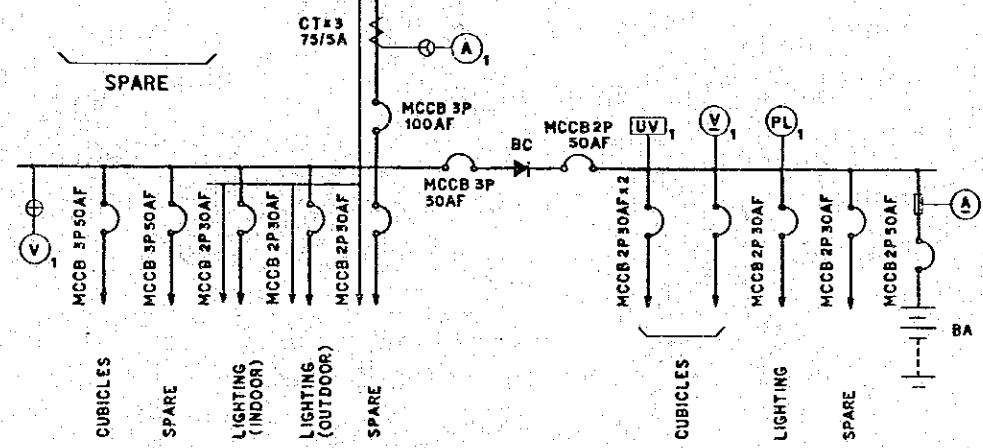 CT×3
75/5A
A 1
SPARE
MCCB 3P
100AF
MCCB 2P
50AF
UV 1
V 1
PL 1
BC
MCCB 3P
50AF
A
V 1
MCCB 3P 50AF
MCCB 3P 50AF
MCCB 2P 30AF
MCCB 2P 30AF
MCCB 2P 30AF
MCCB 2P 30AF×2
MCCB 2P 30AF
MCCB 2P 30AF
MCCB 2P 50AF
BA
CUBICLES
SPARE
LIGHTING
(INDOOR)
LIGHTING
(OUTDOOR)
SPARE
CUBICLES
LIGHTING
SPARE